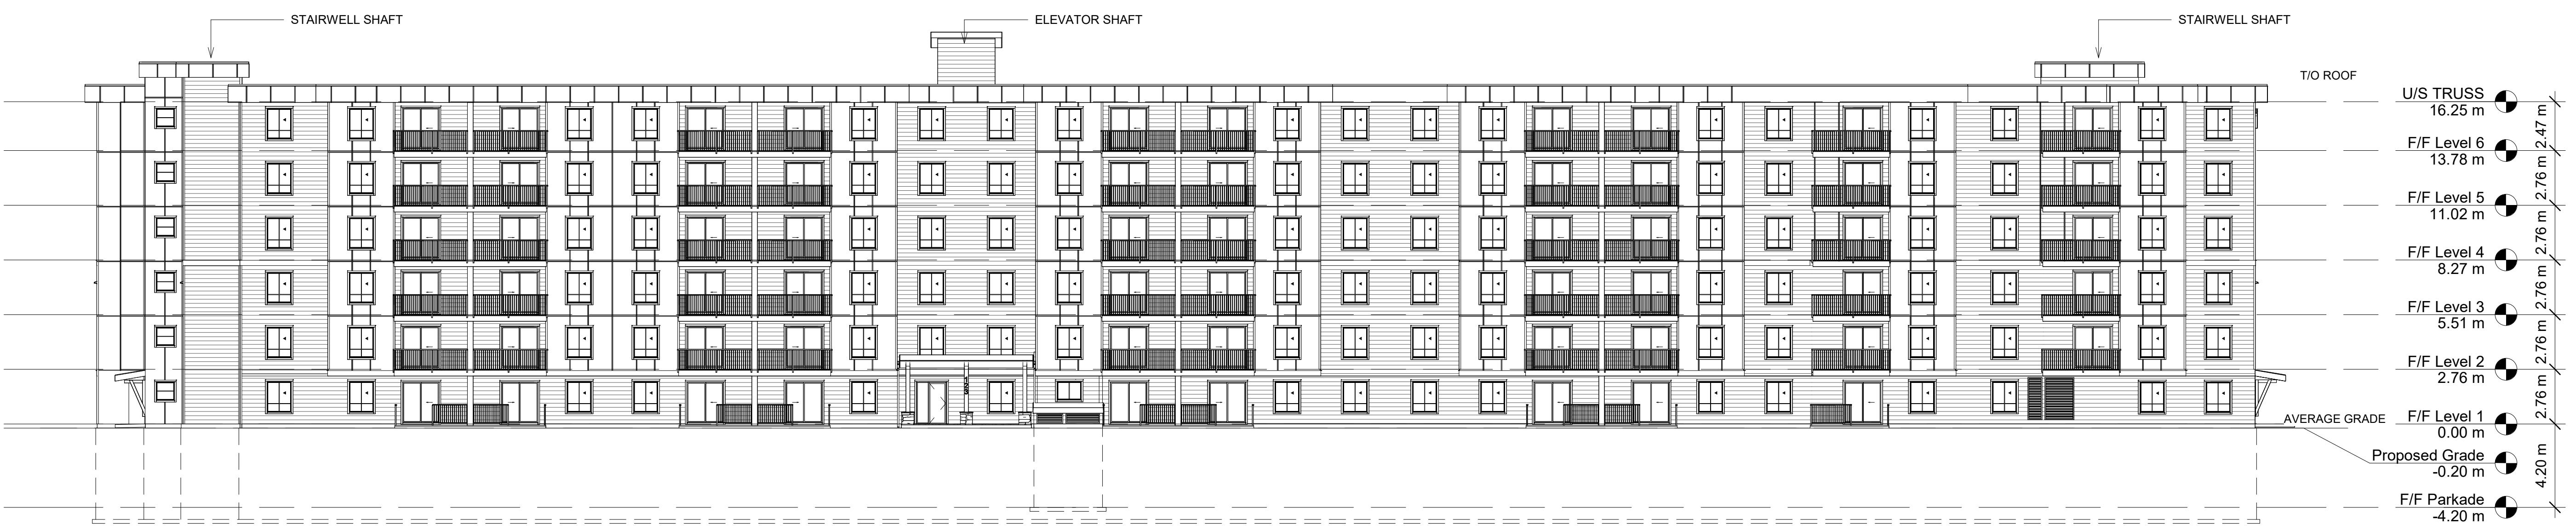 STAIRWELL SHAFT
ELEVATOR SHAFT
STAIRWELL SHAFT
T/O ROOF
U/S TRUSS
16.25 m
2.47 m
F/F Level 6
13.78 m
2.76 m
F/F Level 5
11.02 m
2.76 m
F/F Level 4
8.27 m
2.76 m
F/F Level 3
5.51 m
2.76 m
F/F Level 2
2.76 m
2.76 m
AVERAGE GRADE
F/F Level 1
0.00 m
Proposed Grade
-0.20 m
4.20 m
F/F Parkade
-4.20 m